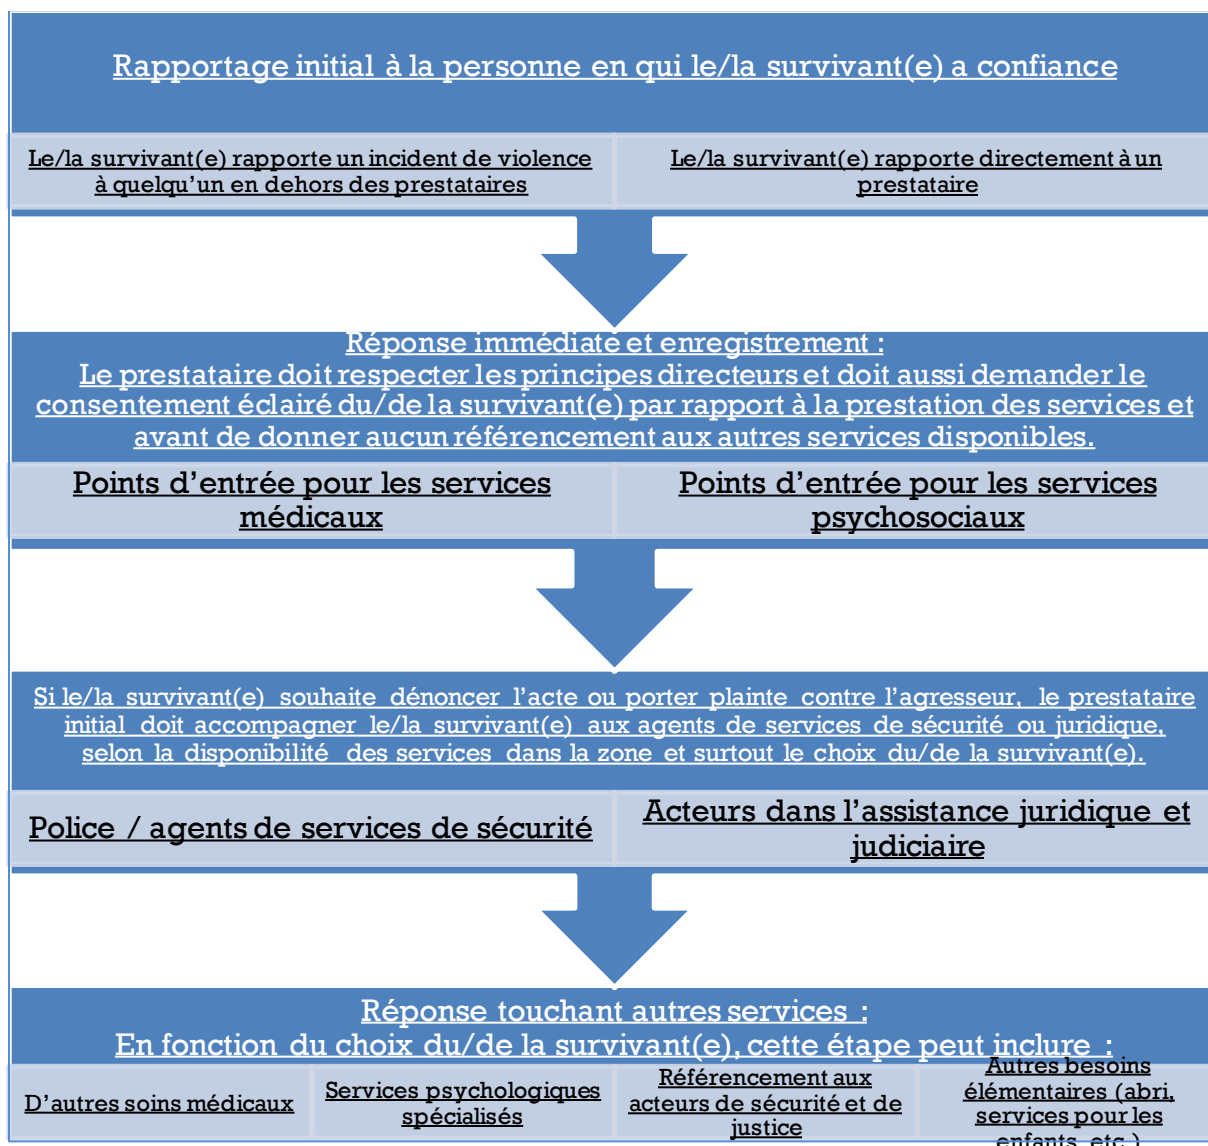 Rapportage initial à la personne en qui le/la survivant(e) a confiance
Le/la survivant(e) rapporte un incident de violence
à quelqu'un en dehors des prestataires
Le/la survivant(e) rapporte directement à un
prestataire
Réponse immédiate et enregistrement :
Le prestataire doit respecter les principes directeurs et doit aussi demander le
consentement éclairé du/de la survivant(e) par rapport à la prestation des services et
avant de donner aucun référencement aux autres services disponibles.
Points d'entrée pour les services
médicaux
Points d'entrée pour les services
psychosociaux
Si le/la survivant(e) souhaite dénoncer l'acte ou porter plainte contre l'agresseur, le prestataire
initial doit accompagner le/la survivant(e) aux agents de services de sécurité ou juridique,
selon la disponibilité des services dans la zone et surtout le choix du/de la survivant(e).
Police / agents de services de sécurité
Acteurs dans l'assistance juridique et
judiciaire
Réponse touchant autres services :
En fonction du choix du/de la survivant(e), cette étape peut inclure :
D'autres soins médicaux
Services psychologiques
spécialisés
Référencement aux
acteurs de sécurité et de
justice
Autres besoins
élémentaires (abri,
services pour les
enfants, etc.)